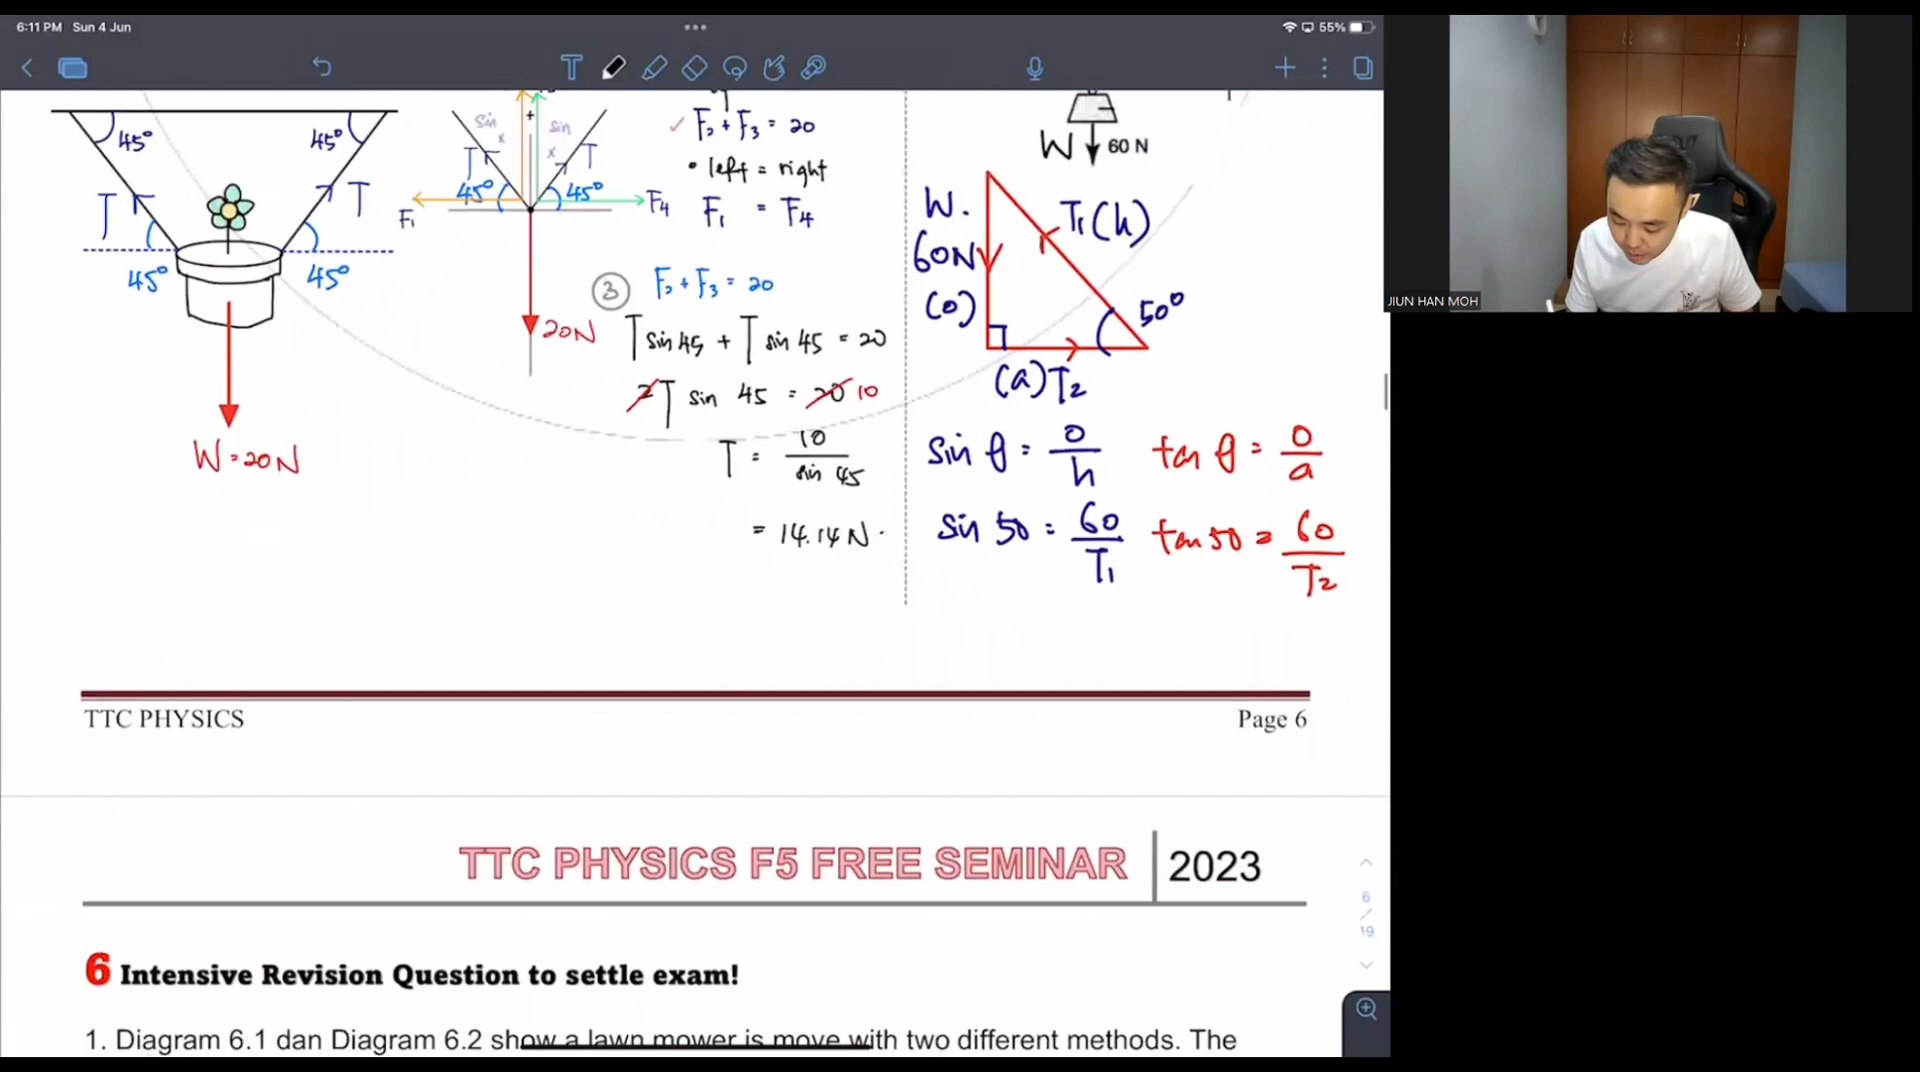 6:11 PM Sun 4 Jun
55%
45° 45°
T T
45° 45°
W = 20N
sin sin
x x
T T
45° 45°
F₁ F₄
20N
F₂ + F₃ = 20
• left = right
F₁ = F₄
③ F₂ + F₃ = 20
T sin 45 + T sin 45 = 20
2T sin 45 = 20 10
T = 10 / sin 45
= 14.14 N.
W 60 N
W. T₁(h)
60N
(o) 50°
(a) T₂
sin θ = o / h tan θ = o / a
sin 50 = 60 / T₁ tan 50 = 60 / T₂
TTC PHYSICS Page 6
TTC PHYSICS F5 FREE SEMINAR 2023
6 Intensive Revision Question to settle exam!
1. Diagram 6.1 dan Diagram 6.2 show a lawn mower is move with two different methods. The
6 / 19
JIUN HAN MOH